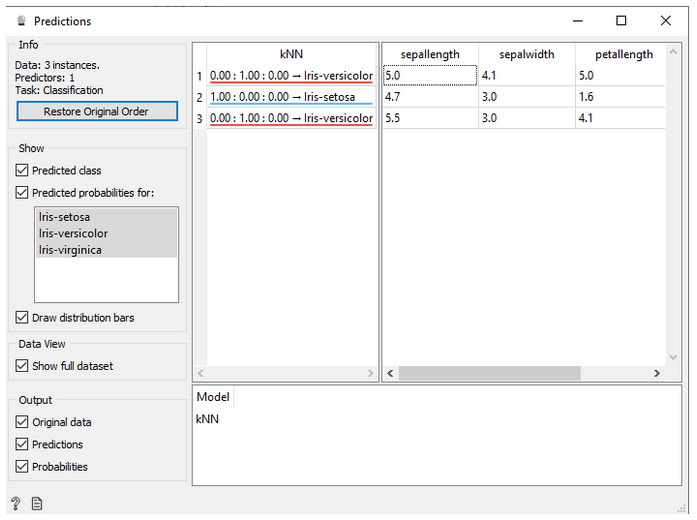 Predictions
Info
Data: 3 instances.
Predictors: 1
Task: Classification
Restore Original Order
Show
Predicted class
Predicted probabilities for:
Iris-setosa
Iris-versicolor
Iris-virginica
Draw distribution bars
Data View
Show full dataset
Output
Original data
Predictions
Probabilities
kNN
1 0.00 : 1.00 : 0.00 → Iris-versicolor
2 1.00 : 0.00 : 0.00 → Iris-setosa
3 0.00 : 1.00 : 0.00 → Iris-versicolor
sepallength sepalwidth petallength
5.0 4.1 5.0
4.7 3.0 1.6
5.5 3.0 4.1
Model
kNN